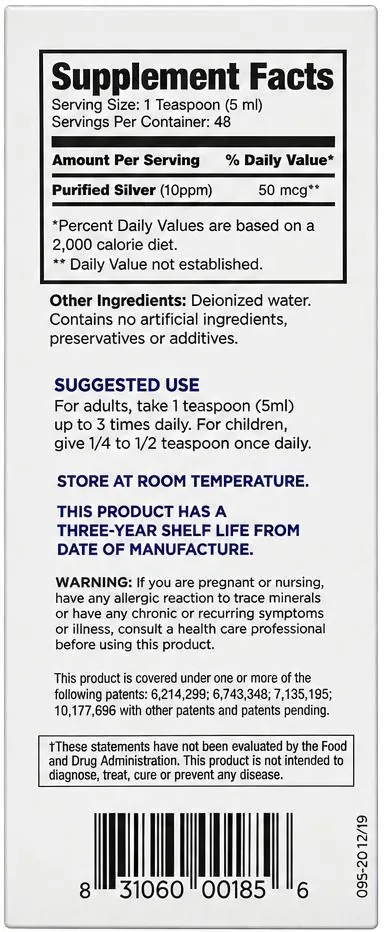 Supplement Facts
Serving Size: 1 Teaspoon (5 ml)
Servings Per Container: 48
Amount Per Serving % Daily Value*
Purified Silver (10ppm) 50 mcg**
*Percent Daily Values are based on a
2,000 calorie diet.
** Daily Value not established.
Other Ingredients: Deionized water.
Contains no artificial ingredients,
preservatives or additives.
SUGGESTED USE
For adults, take 1 teaspoon (5ml)
up to 3 times daily. For children,
give 1/4 to 1/2 teaspoon once daily.
STORE AT ROOM TEMPERATURE.
THIS PRODUCT HAS A
THREE-YEAR SHELF LIFE FROM
DATE OF MANUFACTURE.
WARNING: If you are pregnant or nursing,
have any allergic reaction to trace minerals
or have any chronic or recurring symptoms
or illness, consult a health care professional
before using this product.
This product is covered under one or more of the
following patents: 6,214,299; 6,743,348; 7,135,195;
10,177,696 with other patents and patents pending.
†These statements have not been evaluated by the Food
and Drug Administration. This product is not intended to
diagnose, treat, cure or prevent any disease.
8 31060 00185 6
095-20 12/19